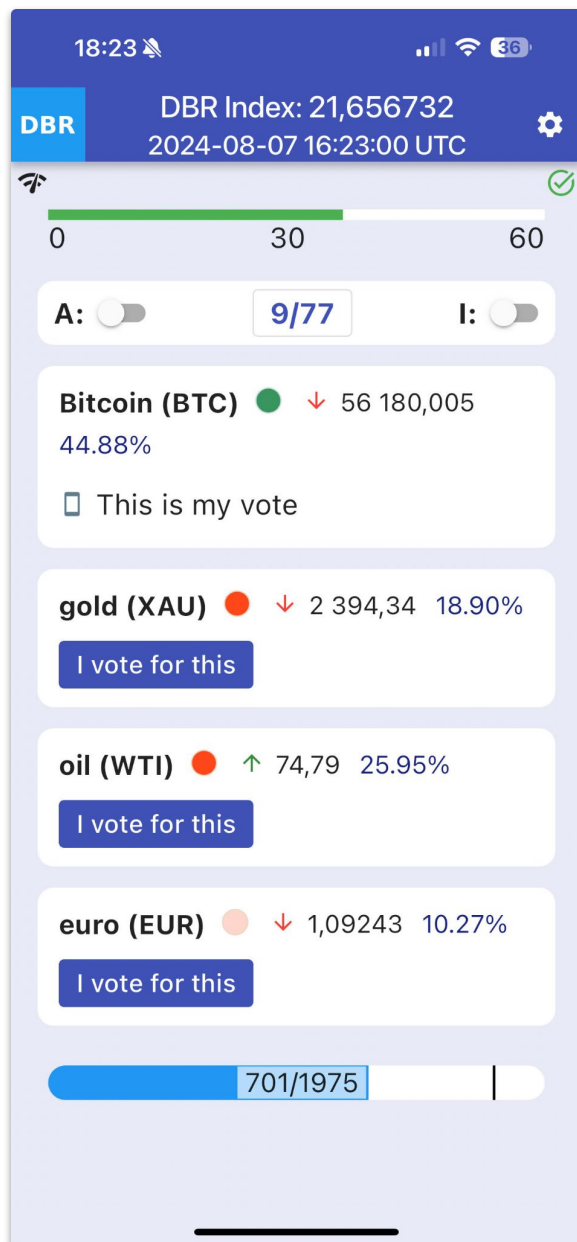 18:23 36
DBR DBR Index: 21,656732
2024-08-07 16:23:00 UTC
0 30 60
A: 9/77 I:
Bitcoin (BTC) ↓ 56 180,005
44.88%
This is my vote
gold (XAU) ↓ 2 394,34 18.90%
I vote for this
oil (WTI) ↑ 74,79 25.95%
I vote for this
euro (EUR) ↓ 1,09243 10.27%
I vote for this
701/1975